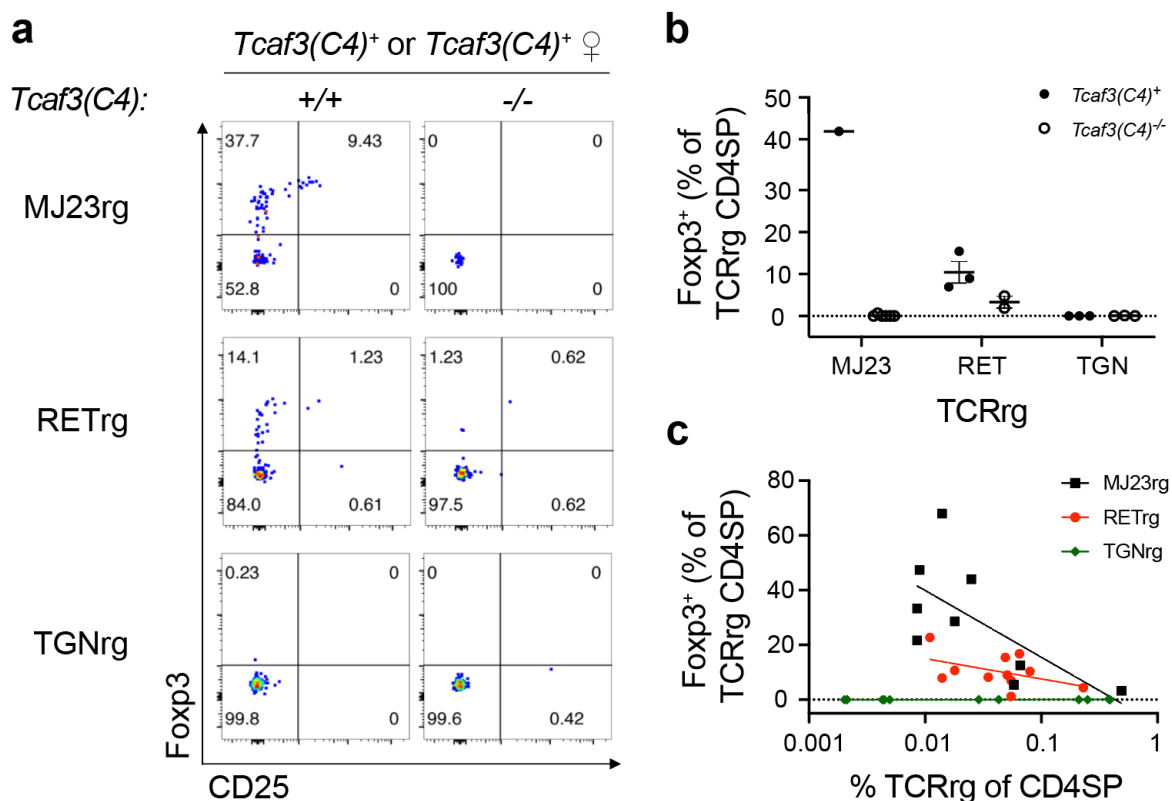 a
Tcaf3(C4)+ or Tcaf3(C4)+ ♀
Tcaf3(C4):
+/+
-/-
MJ23rg
37.7
9.43
52.8
0
0
0
100
0
RETrg
14.1
1.23
84.0
0.61
1.23
0.62
97.5
0.62
TGNrg
0.23
0
99.8
0
0
0
99.6
0.42
Foxp3
CD25
b
Foxp3+ (% of
TCRrg CD4SP)
50
40
30
20
10
0
Tcaf3(C4)+
Tcaf3(C4)-/-
MJ23
RET
TGN
TCRrg
c
Foxp3+ (% of
TCRrg CD4SP)
80
60
40
20
0
MJ23rg
RETrg
TGNrg
0.001
0.01
0.1
1
% TCRrg of CD4SP